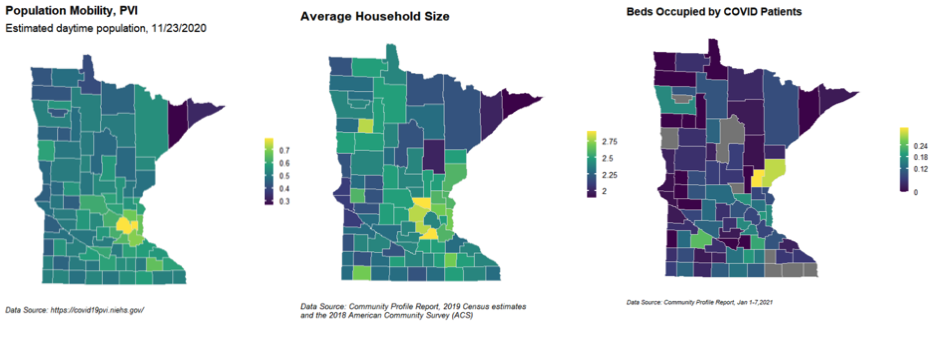 Population Mobility, PVI
Estimated daytime population, 11/23/2020
0.7
0.6
0.5
0.4
0.3
Data Source: https://covid19pvi.niehs.gov/
Average Household Size
2.75
2.5
2.25
2
Data Source: Community Profile Report, 2019 Census estimates
and the 2018 American Community Survey (ACS)
Beds Occupied by COVID Patients
0.24
0.12
0
Data Source: Community Profile Report, Jan 1-7,2021